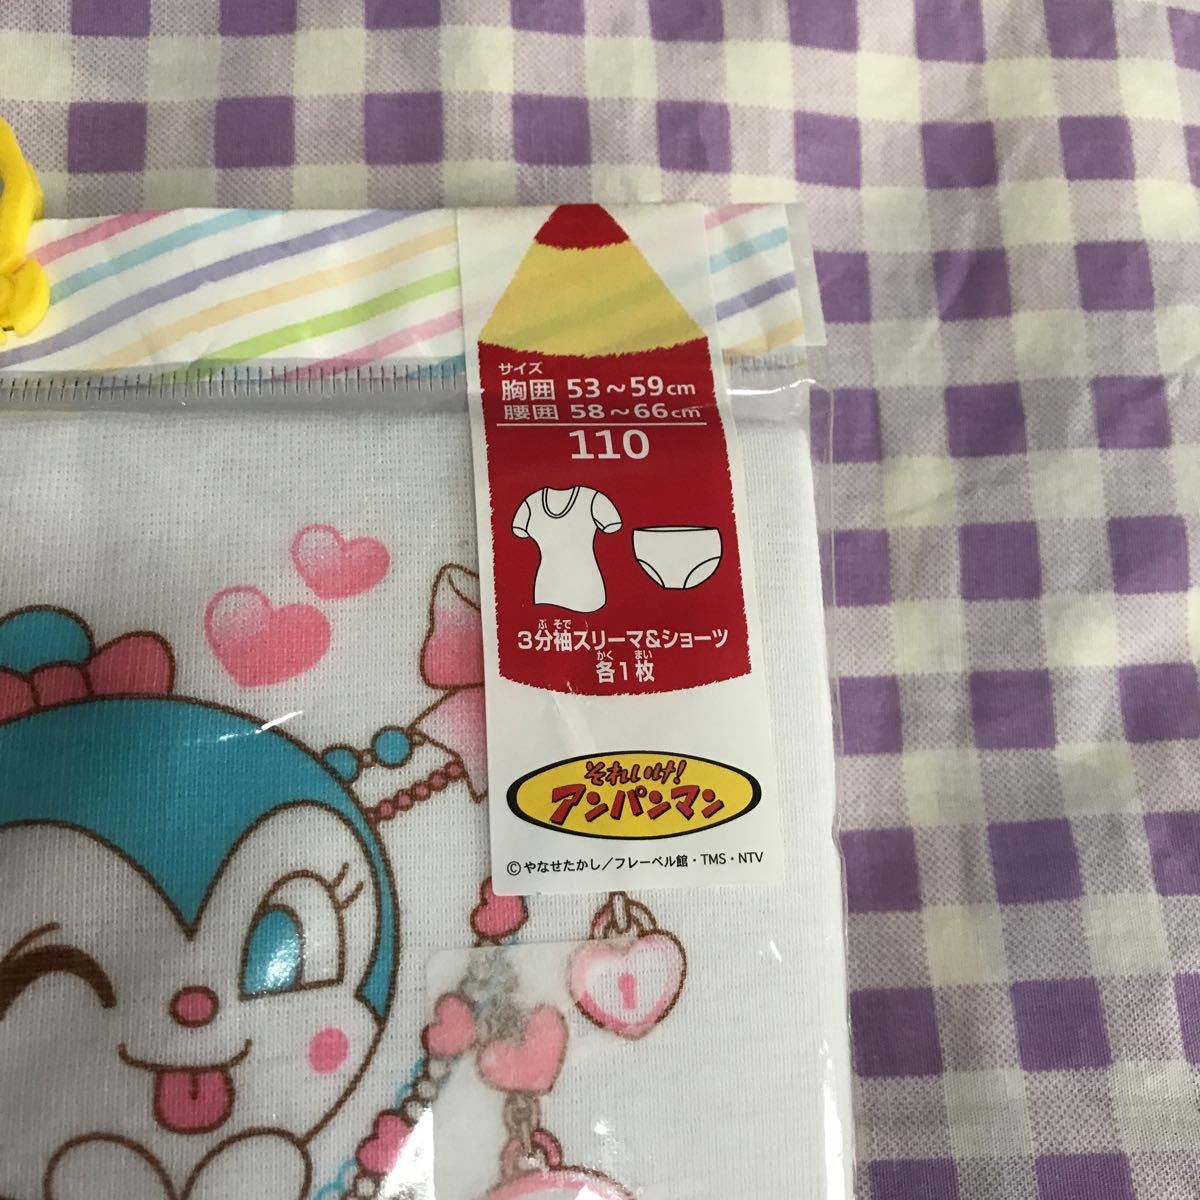 サイズ
胸囲 53～59cm
腰囲 58～66cm
110
ぶ そで
3分袖スリーマ&ショーツ
かく まい
各1枚
それいけ!
アンパンマン
©やなせたかし／フレーベル館・TMS・NTV